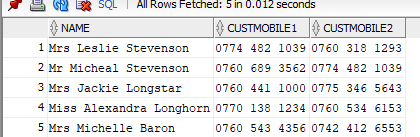 SQL | All Rows Fetched: 5 in 0.012 seconds
NAME CUSTMOBILE1 CUSTMOBILE2
1 Mrs Leslie Stevenson 0774 482 1039 0760 318 1293
2 Mr Micheal Stevenson 0760 689 3562 0774 482 1039
3 Mrs Jackie Longstar 0760 441 1000 0775 346 5643
4 Miss Alexandra Longhorn 0770 138 1234 0760 534 6153
5 Mrs Michelle Baron 0760 543 4356 0742 412 6553